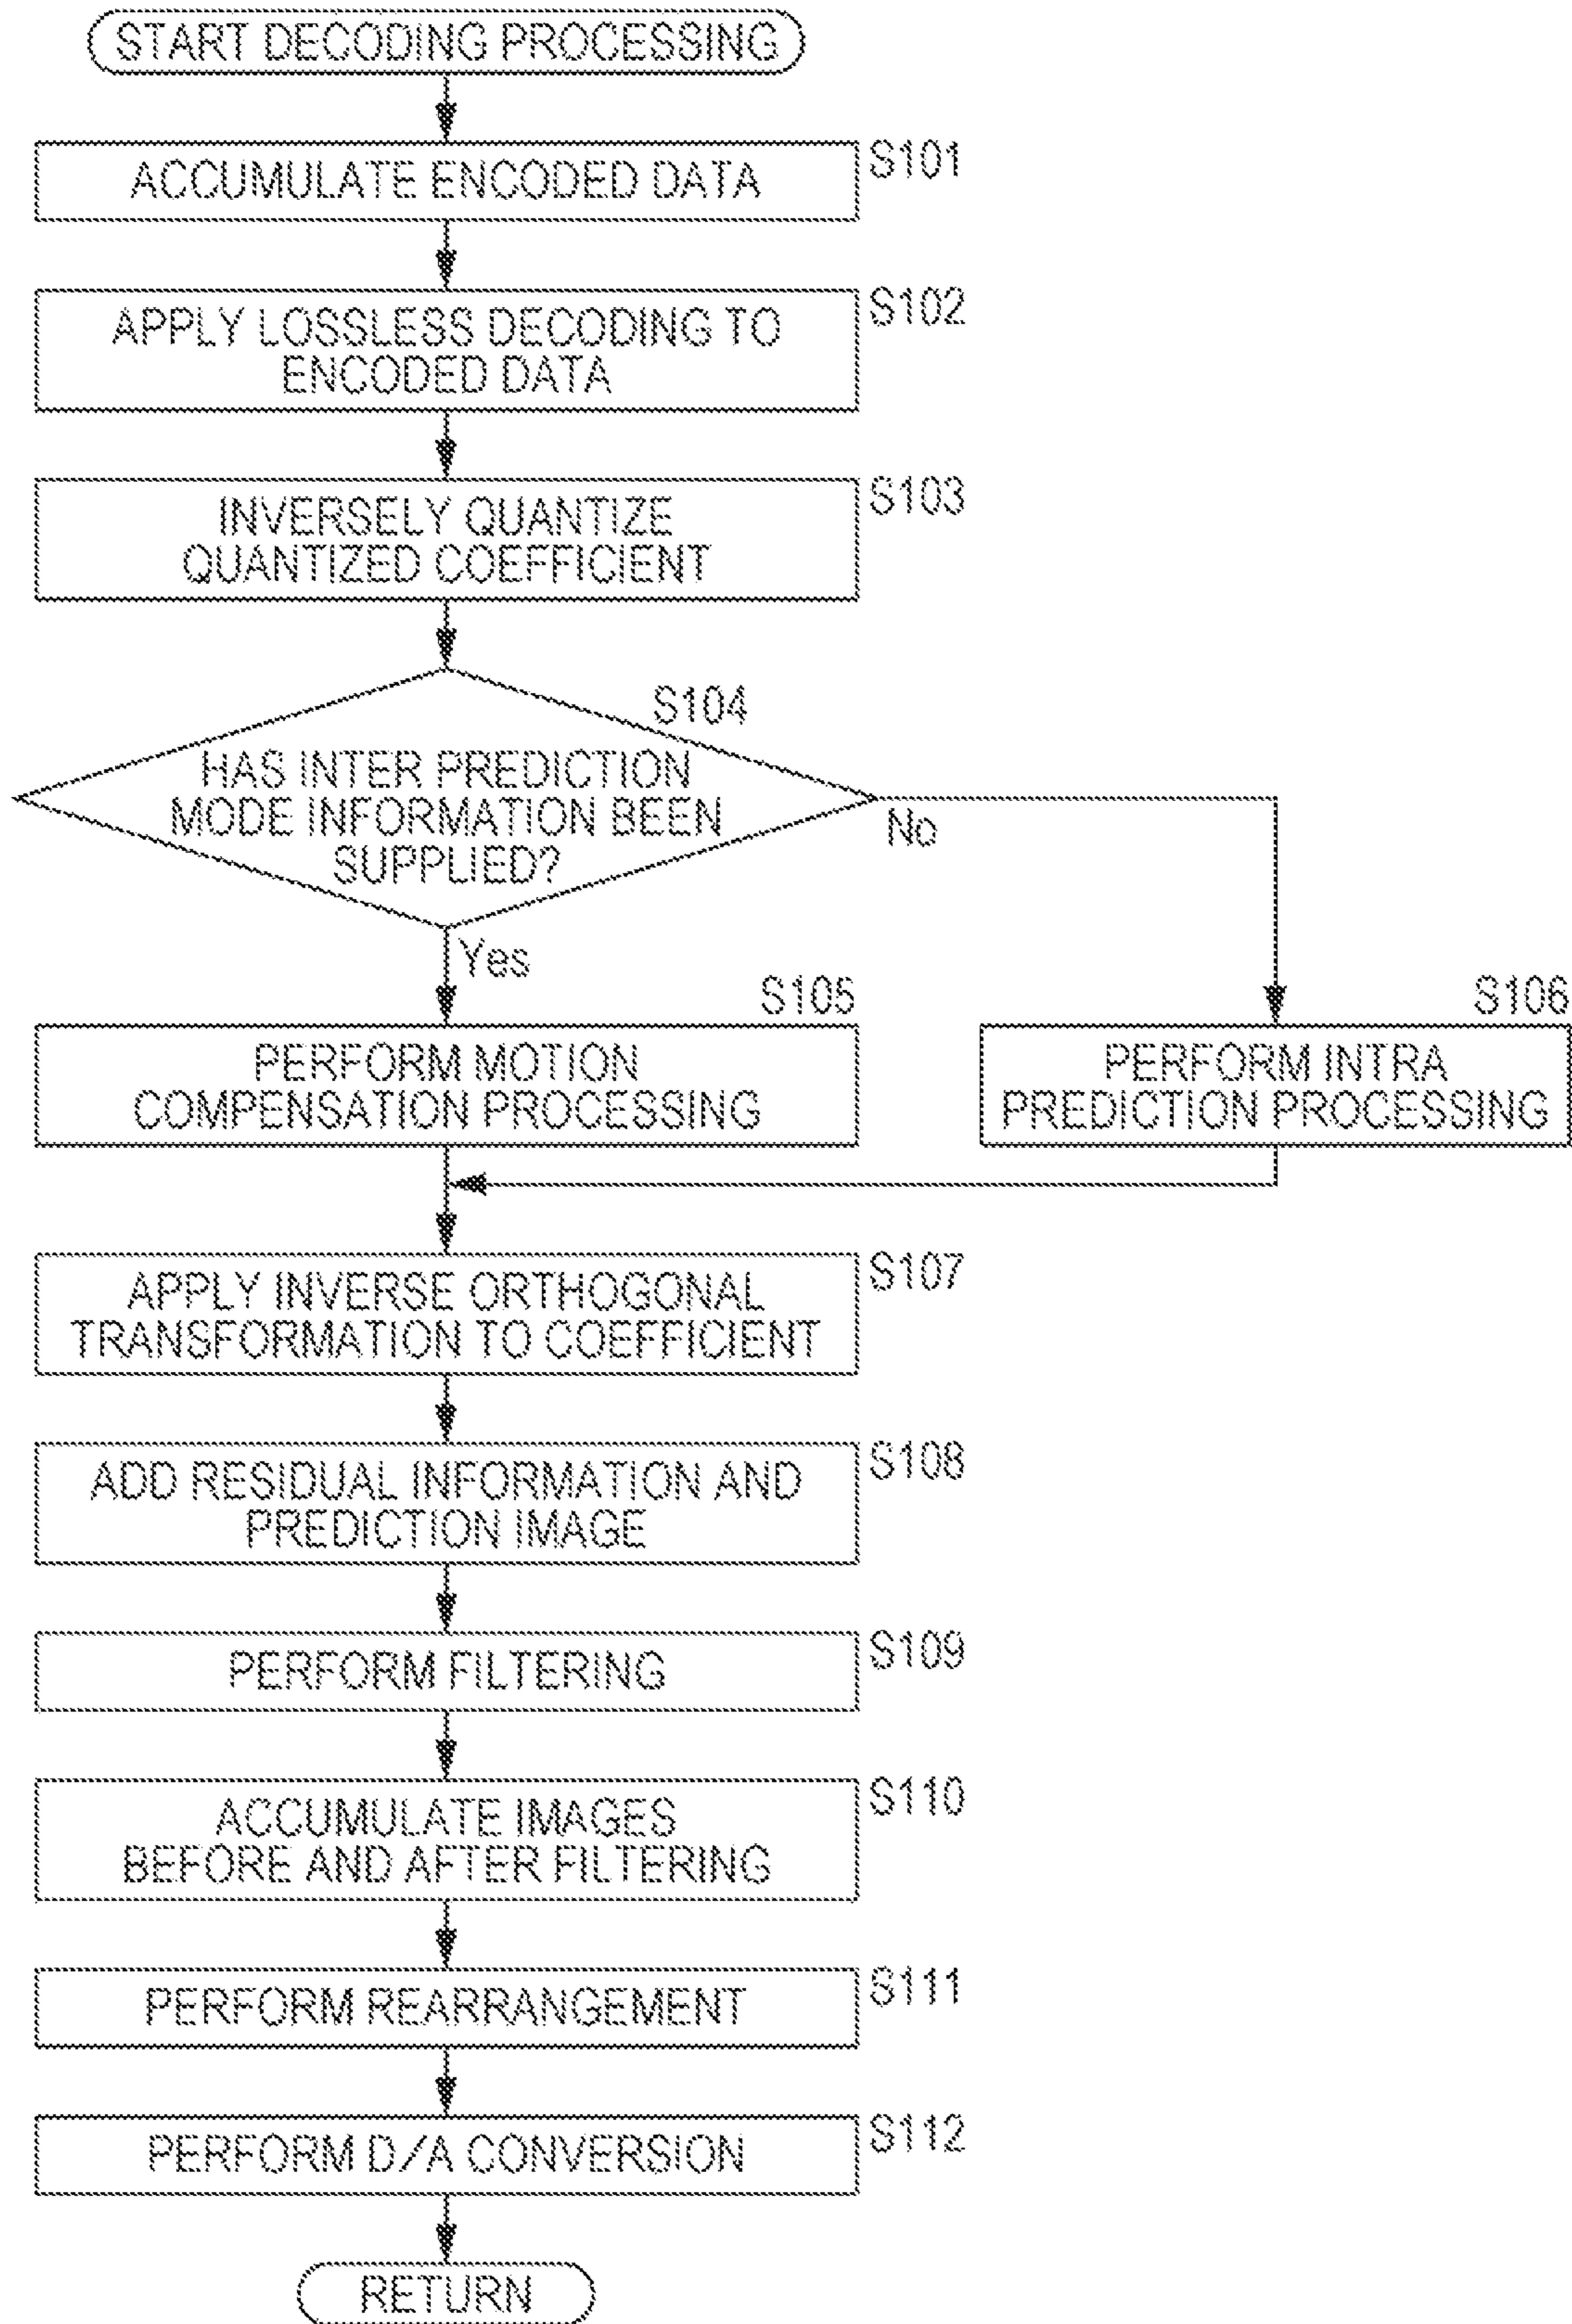 START DECODING PROCESSING
S101
ACCUMULATE ENCODED DATA
S102
APPLY LOSSLESS DECODING TO
ENCODED DATA
S103
INVERSELY QUANTIZE
QUANTIZED COEFFICIENT
S104
HAS INTER PREDICTION
MODE INFORMATION BEEN
SUPPLIED?
No
Yes
S105
PERFORM MOTION
COMPENSATION PROCESSING
S106
PERFORM INTRA
PREDICTION PROCESSING
S107
APPLY INVERSE ORTHOGONAL
TRANSFORMATION TO COEFFICIENT
S108
ADD RESIDUAL INFORMATION AND
PREDICTION IMAGE
S109
PERFORM FILTERING
S110
ACCUMULATE IMAGES
BEFORE AND AFTER FILTERING
S111
PERFORM REARRANGEMENT
S112
PERFORM D/A CONVERSION
RETURN